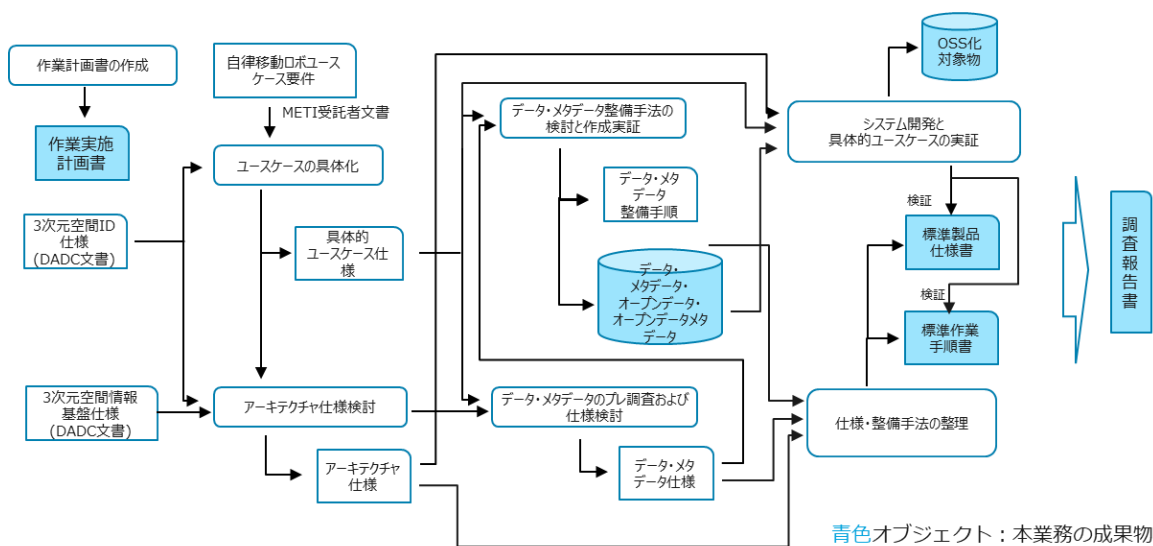 作業計画書の作成
作業実施
計画書
自律移動ロボユース
ケース要件
METI受託者文書
ユースケースの具体化
3次元空間ID
仕様
(DADC文書)
具体的
ユースケース仕
様
3次元空間情報
基盤仕様
(DADC文書)
アーキテクチャ仕様検討
アーキテクチャ
仕様
データ・メタデータ整備手法の
検討と作成実証
データ・メタ
データ
整備手順
データ・
メタデータ・
オープンデータ・
オープンデータメタ
データ
データ・メタデータのプレ調査および
仕様検討
データ・メタ
データ仕様
OSS化
対象物
システム開発と
具体的ユースケースの実証
検証
標準製品
仕様書
検証
標準作業
手順書
仕様・整備手法の整理
調査報告書
青色オブジェクト：本業務の成果物